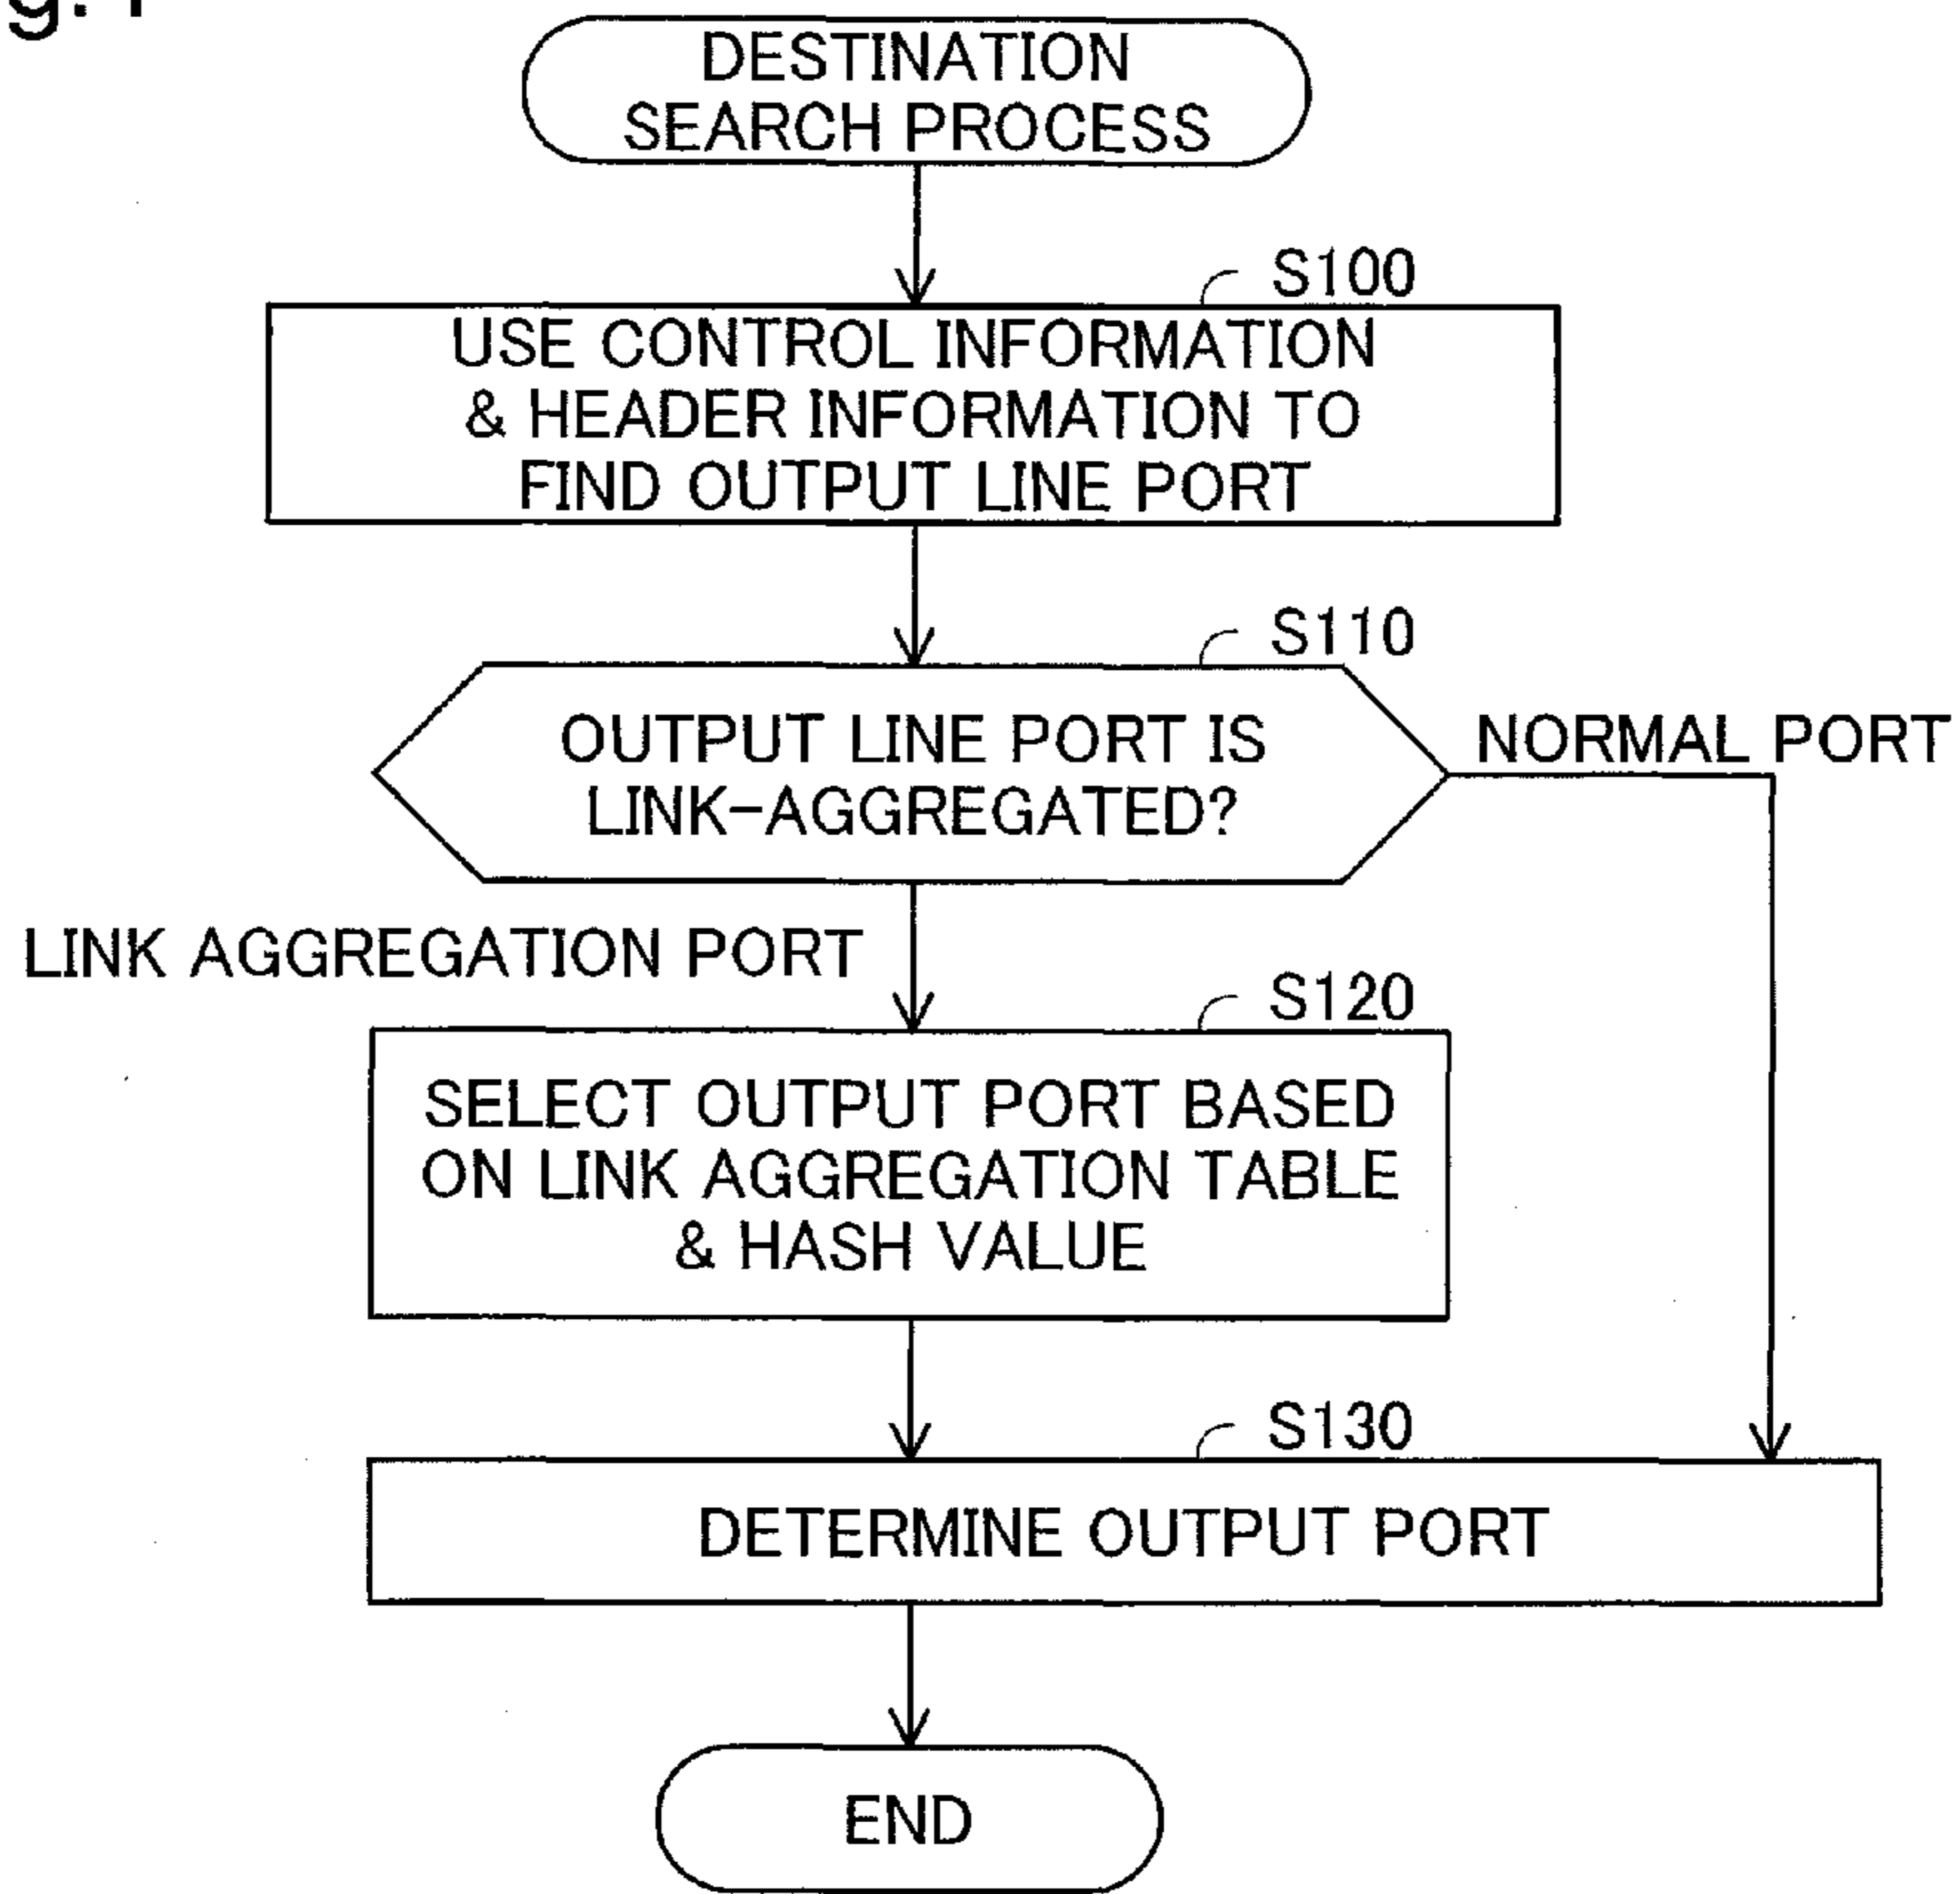 DESTINATION
SEARCH PROCESS
S100
USE CONTROL INFORMATION
& HEADER INFORMATION TO
FIND OUTPUT LINE PORT
S110
OUTPUT LINE PORT IS
LINK-AGGREGATED?
NORMAL PORT
LINK AGGREGATION PORT
S120
SELECT OUTPUT PORT BASED
ON LINK AGGREGATION TABLE
& HASH VALUE
S130
DETERMINE OUTPUT PORT
END